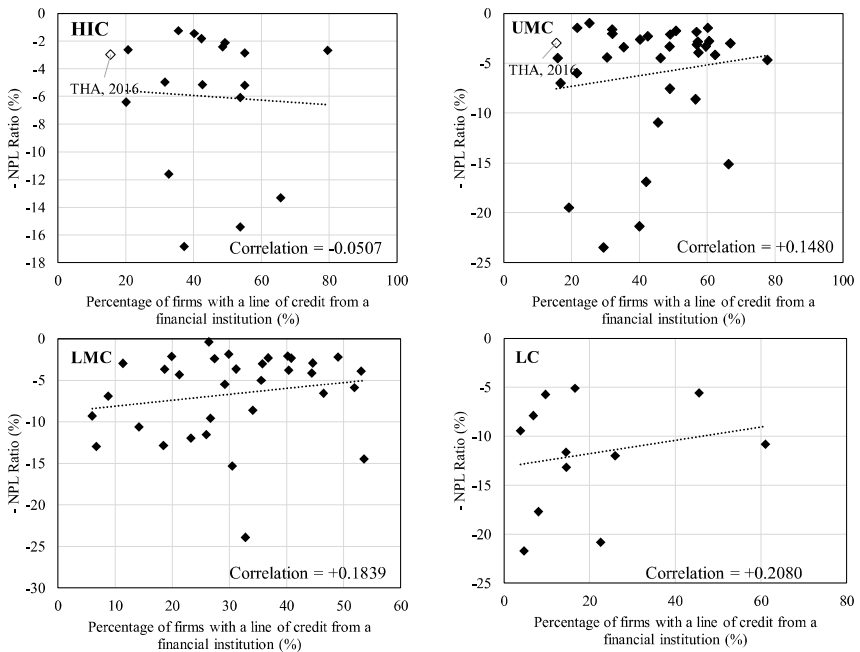 HIC
- NPL Ratio (%)
-0
-2
-4
-6
-8
-10
-12
-14
-16
-18
THA, 2016
Correlation = -0.0507
0 20 40 60 80 100
Percentage of firms with a line of credit from a
financial institution (%)
UMC
- NPL Ratio (%)
-0
-5
-10
-15
-20
-25
THA, 2016
Correlation = +0.1480
0 20 40 60 80 100
Percentage of firms with a line of credit from a
financial institution (%)
LMC
- NPL Ratio (%)
-0
-5
-10
-15
-20
-25
-30
Correlation = +0.1839
0 10 20 30 40 50 60
Percentage of firms with a line of credit from a
financial institution (%)
LC
- NPL Ratio (%)
-0
-5
-10
-15
-20
-25
Correlation = +0.2080
0 20 40 60 80
Percentage of firms with a line of credit from a
financial institution (%)